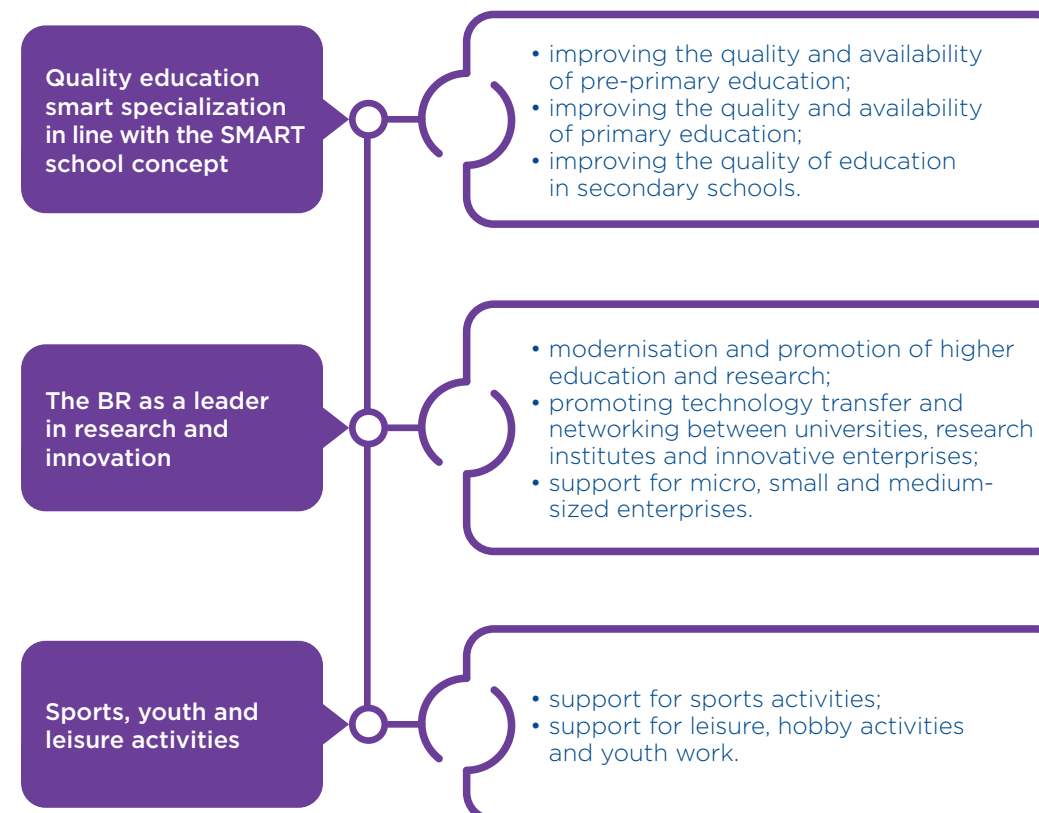 Quality education
smart specialization
in line with the SMART
school concept
• improving the quality and availability
of pre-primary education;
• improving the quality and availability
of primary education;
• improving the quality of education
in secondary schools.
The BR as a leader
in research and
innovation
• modernisation and promotion of higher
education and research;
• promoting technology transfer and
networking between universities, research
institutes and innovative enterprises;
• support for micro, small and medium-
sized enterprises.
Sports, youth and
leisure activities
• support for sports activities;
• support for leisure, hobby activities
and youth work.